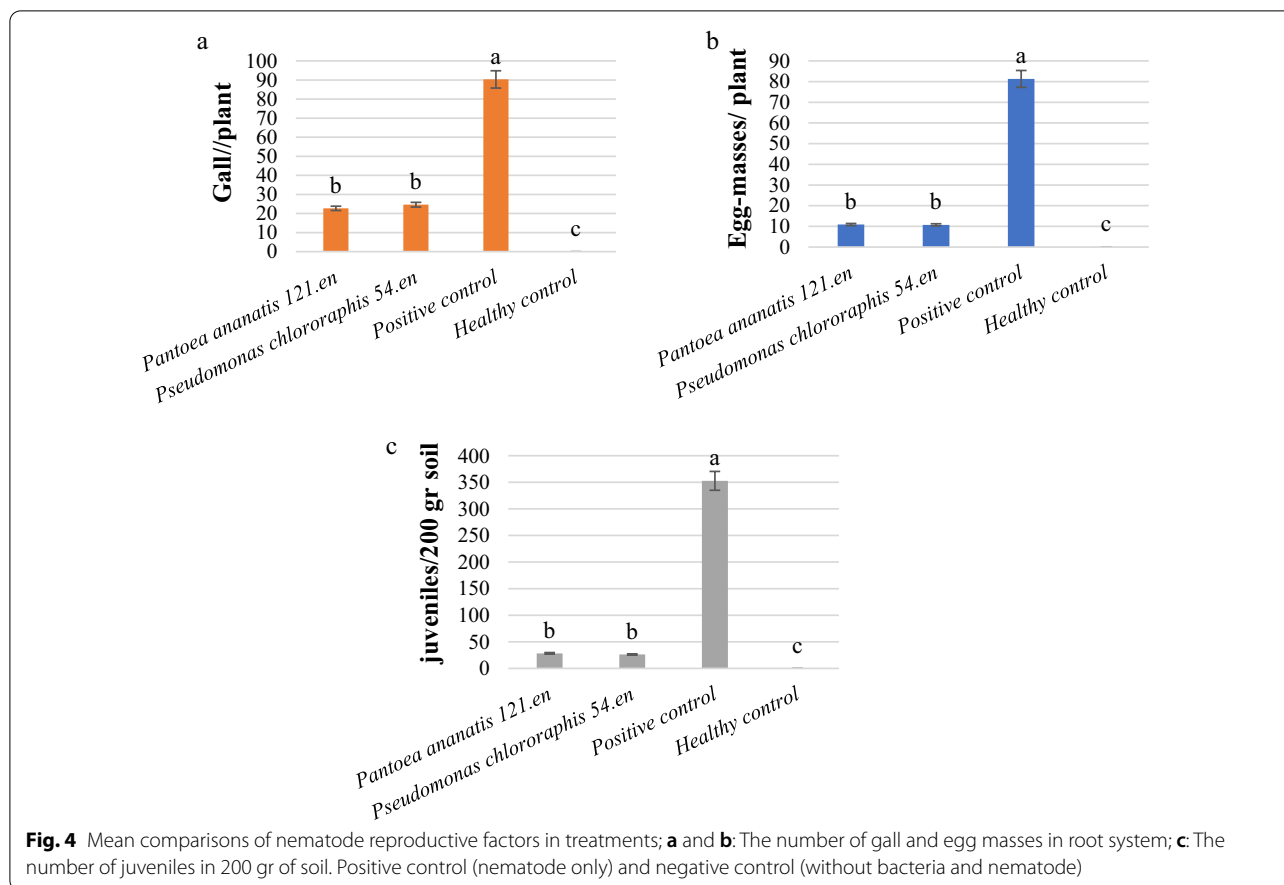 a
Gall//plant
100
90
80
70
60
50
40
30
20
10
0
b
b
a
c
Pantoea ananatis 121.en
Pseudomonas chlororaphis 54.en
Positive control
Healthy control
b
Egg-masses/ plant
90
80
70
60
50
40
30
20
10
0
b
b
a
c
Pantoea ananatis 121.en
Pseudomonas chlororaphis 54.en
Positive control
Healthy control
c
juveniles/200 gr soil
400
350
300
250
200
150
100
50
0
b
b
a
c
Pantoea ananatis 121.en
Pseudomonas chlororaphis 54.en
Positive control
Healthy control
Fig. 4 Mean comparisons of nematode reproductive factors in treatments; a and b: The number of gall and egg masses in root system; c: The
number of juveniles in 200 gr of soil. Positive control (nematode only) and negative control (without bacteria and nematode)